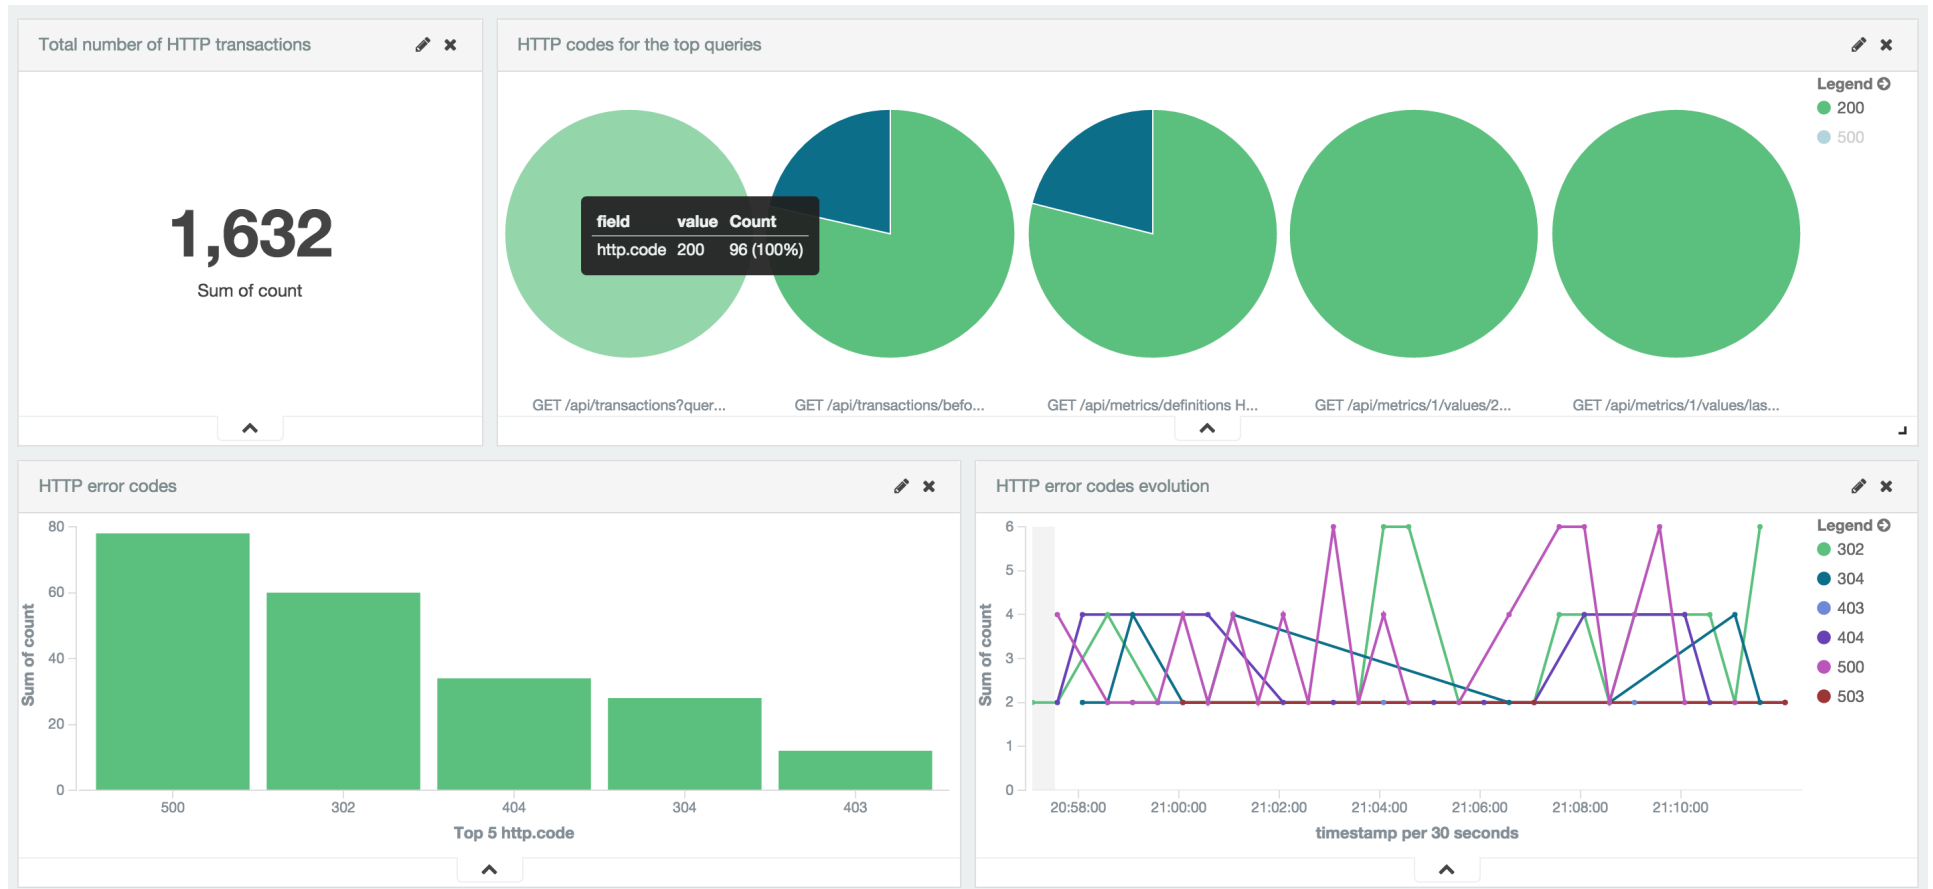 Total number of HTTP transactions
1,632
Sum of count
HTTP codes for the top queries
Legend
200
500
field value Count
http.code 200 96 (100%)
GET /api/transactions?quer...
GET /api/transactions/befo...
GET /api/metrics/definitions H...
GET /api/metrics/1/values/2...
GET /api/metrics/1/values/las...
HTTP error codes
Sum of count
80
60
40
20
0
500 302 404 304 403
Top 5 http.code
HTTP error codes evolution
Sum of count
6
5
4
3
2
1
0
20:58:00 21:00:00 21:02:00 21:04:00 21:06:00 21:08:00 21:10:00
timestamp per 30 seconds
Legend
302
304
403
404
500
503